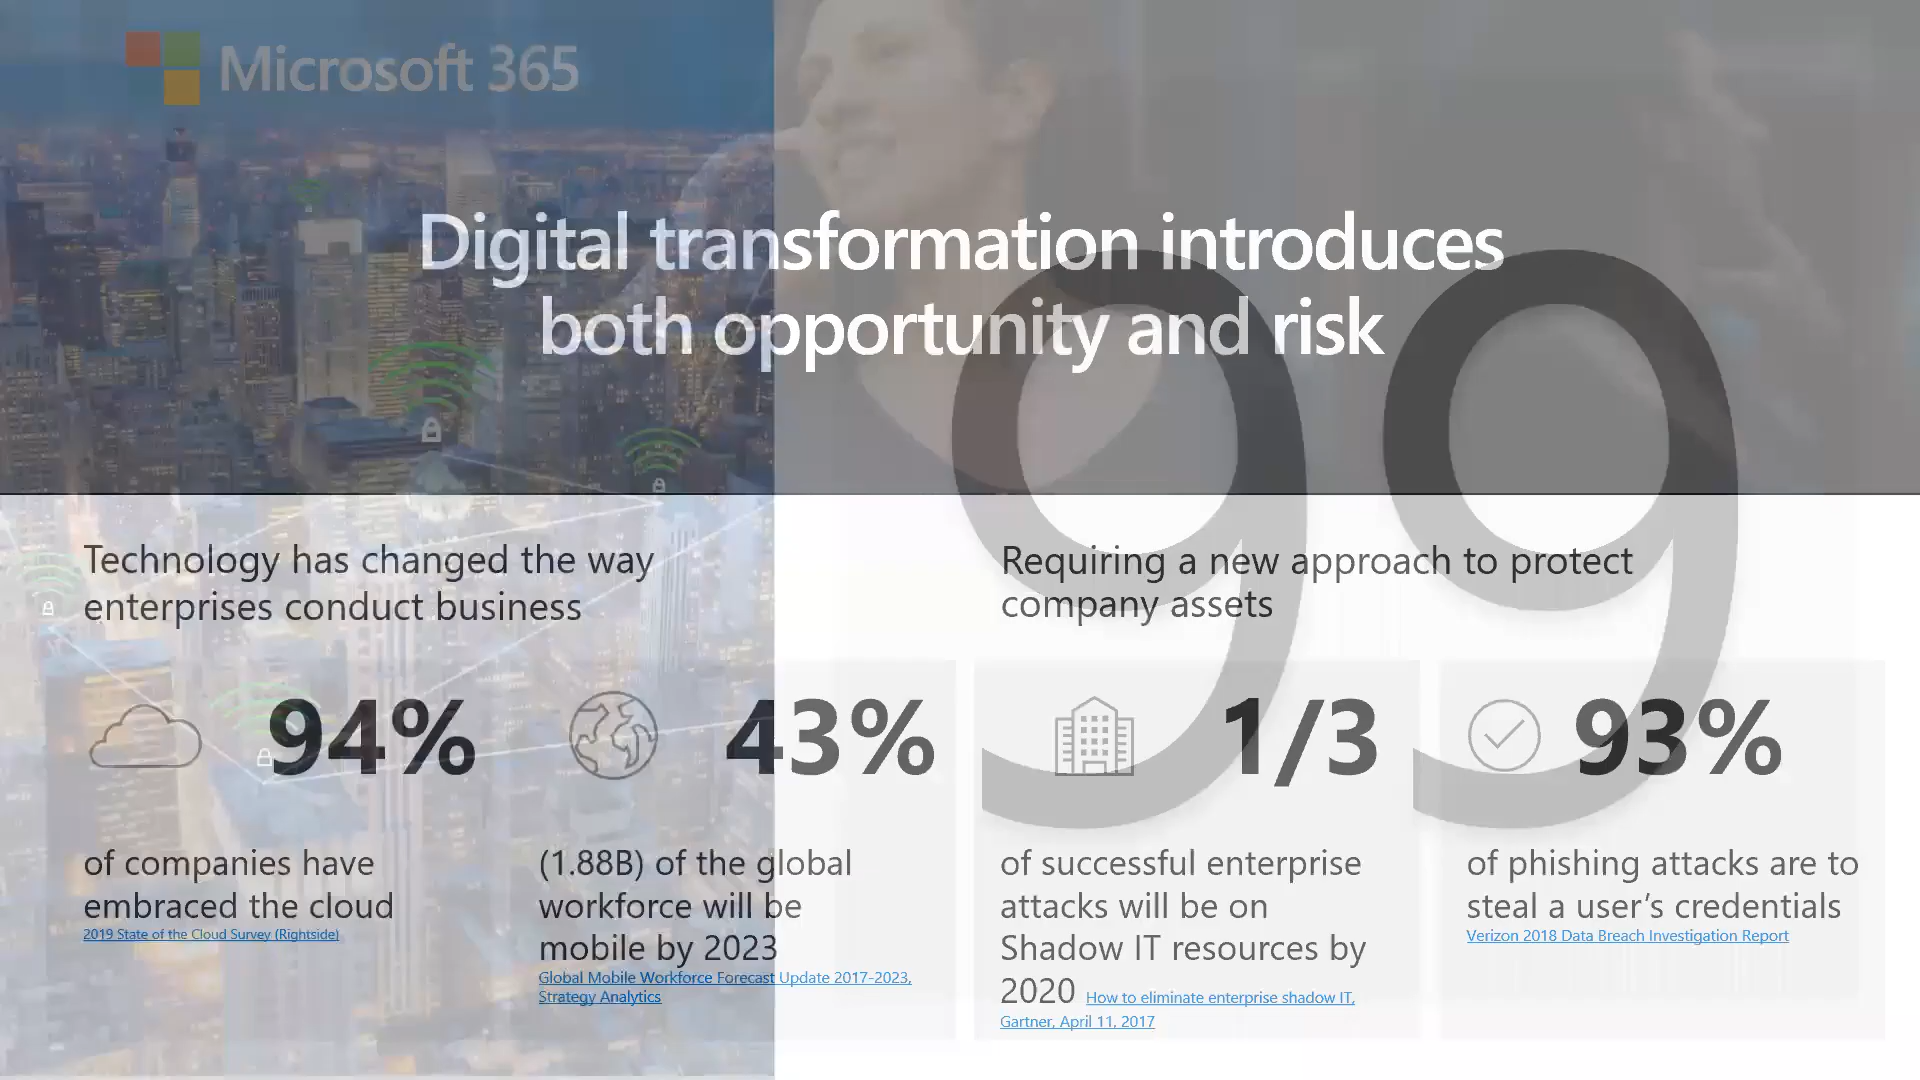 Microsoft 365
Digital transformation introduces
both opportunity and risk
99
Technology has changed the way
enterprises conduct business
Requiring a new approach to protect
company assets
94%
of companies have
embraced the cloud
2019 State of the Cloud Survey (Rightside)
43%
(1.88B) of the global
workforce will be
mobile by 2023
Global Mobile Workforce Forecast Update 2017-2023,
Strategy Analytics
1/3
of successful enterprise
attacks will be on
Shadow IT resources by
2020 How to eliminate enterprise shadow IT,
Gartner, April 11, 2017
93%
of phishing attacks are to
steal a user’s credentials
Verizon 2018 Data Breach Investigation Report